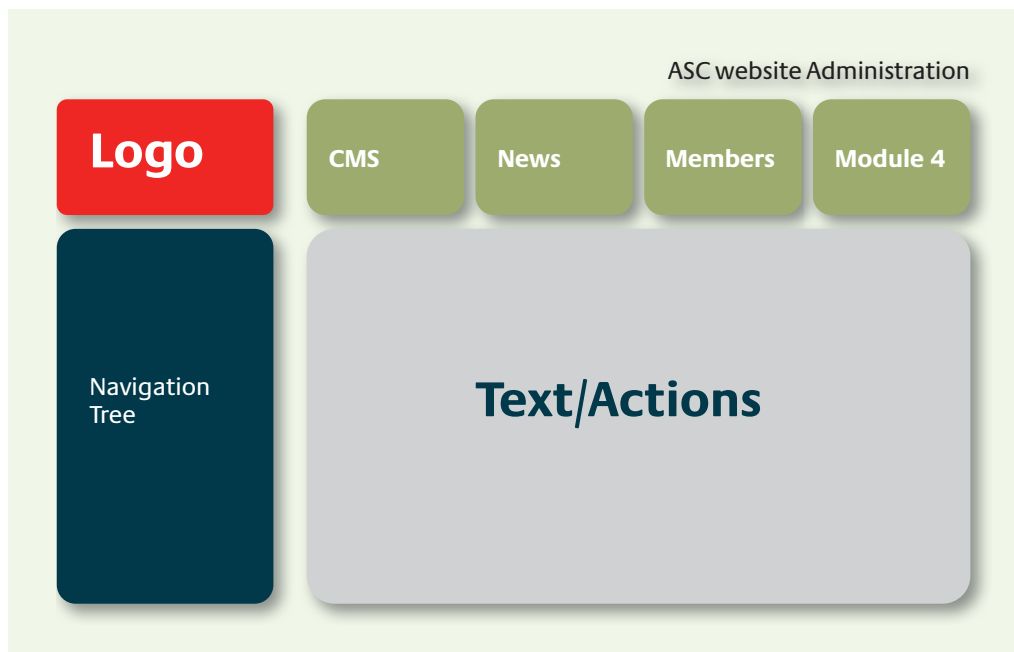 ASC website Administration
Logo
CMS
News
Members
Module 4
Navigation
Tree
Text/Actions